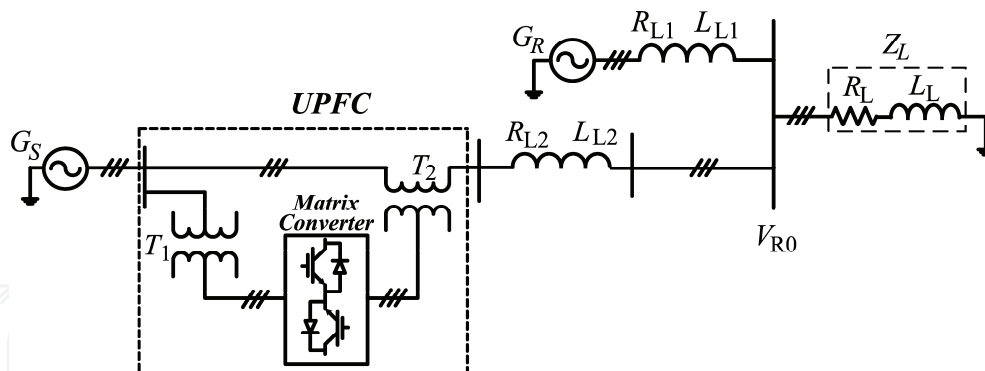 G_R
R_L1 L_L1
Z_L
R_L L_L
UPFC
R_L2 L_L2
G_S
T_2
Matrix
Converter
T_1
V_R0